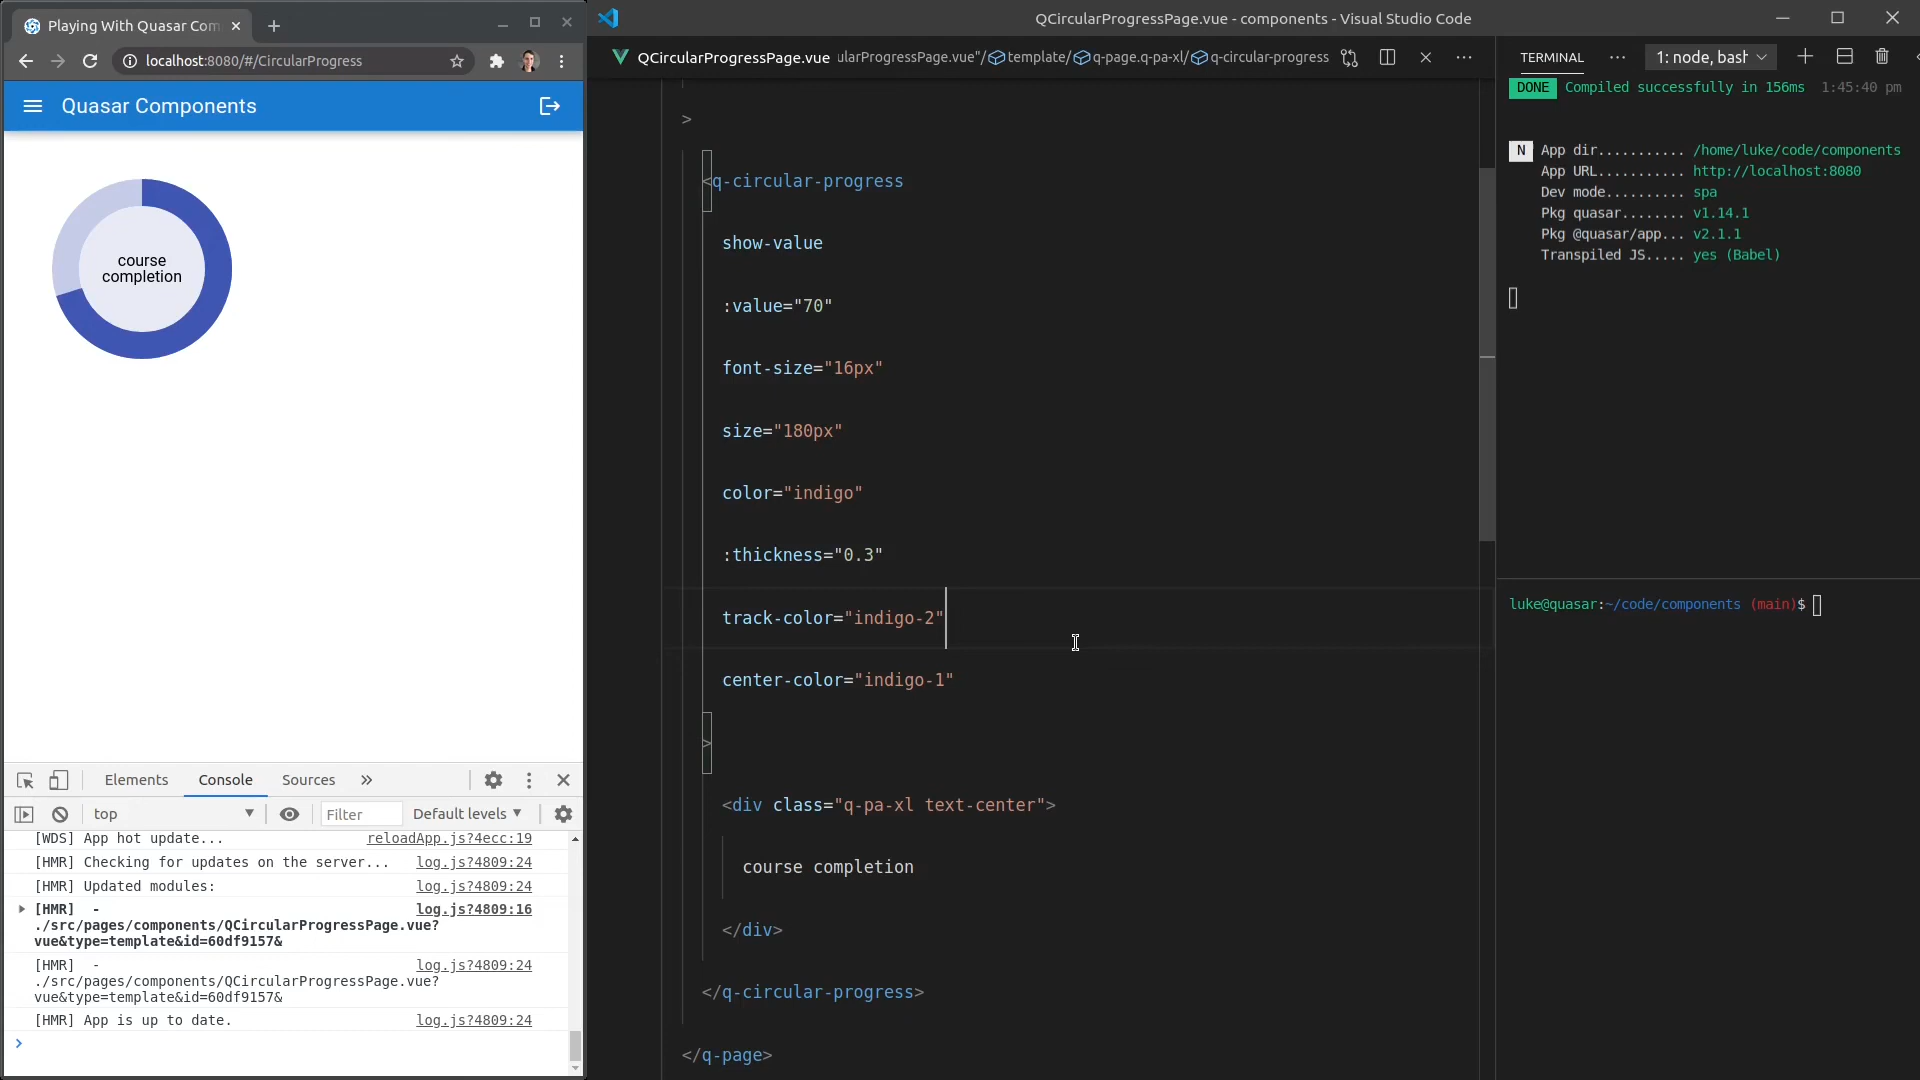 Playing With Quasar Com
localhost:8080/#/CircularProgress
Quasar Components
course
completion
Elements
Console
Sources
top
Filter
Default levels
[WDS] App hot update... reloadApp.js?4ecc:19
[HMR] Checking for updates on the server... log.js?4809:24
[HMR] Updated modules: log.js?4809:24
[HMR]  - log.js?4809:16
./src/pages/components/QCircularProgressPage.vue?
vue&type=template&id=60df9157&
[HMR]  - log.js?4809:24
./src/pages/components/QCircularProgressPage.vue?
vue&type=template&id=60df9157&
[HMR] App is up to date. log.js?4809:24
QCircularProgressPage.vue - components - Visual Studio Code
QCircularProgressPage.vue ularProgressPage.vue"/ template/ q-page.q-pa-xl/ q-circular-progress
>
<q-circular-progress
show-value
:value="70"
font-size="16px"
size="180px"
color="indigo"
:thickness="0.3"
track-color="indigo-2"
center-color="indigo-1"
>
<div class="q-pa-xl text-center">
course completion
</div>
</q-circular-progress>
</q-page>
TERMINAL
1: node, bash
DONE Compiled successfully in 156ms 1:45:40 pm
N App dir........... /home/luke/code/components
App URL........... http://localhost:8080
Dev mode.......... spa
Pkg quasar........ v1.14.1
Pkg @quasar/app... v2.1.1
Transpiled JS..... yes (Babel)
luke@quasar:~/code/components (main)$